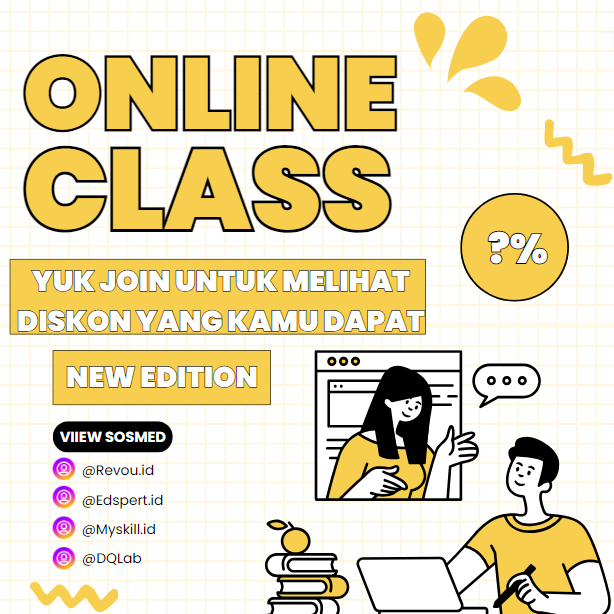 ONLINE
CLASS
?%
YUK JOIN UNTUK MELIHAT
DISKON YANG KAMU DAPAT
NEW EDITION
VIIEW SOSMED
@Revou.id
@Edspert.id
@Myskill.id
@DQLab